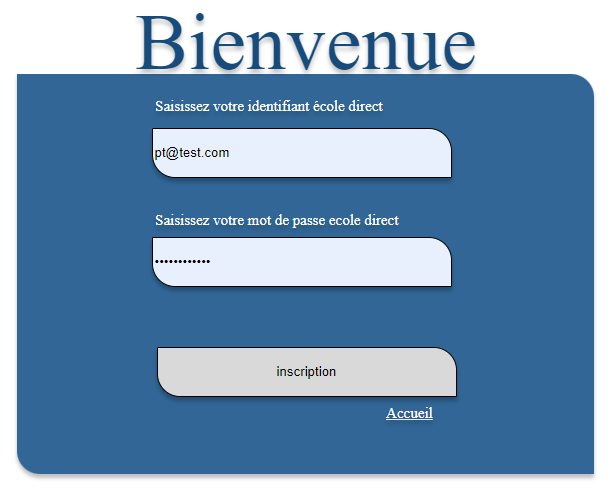 Bienvenue
Saisissez votre identifiant école direct
pt@test.com
Saisissez votre mot de passe ecole direct
••••••••••••
inscription
Accueil